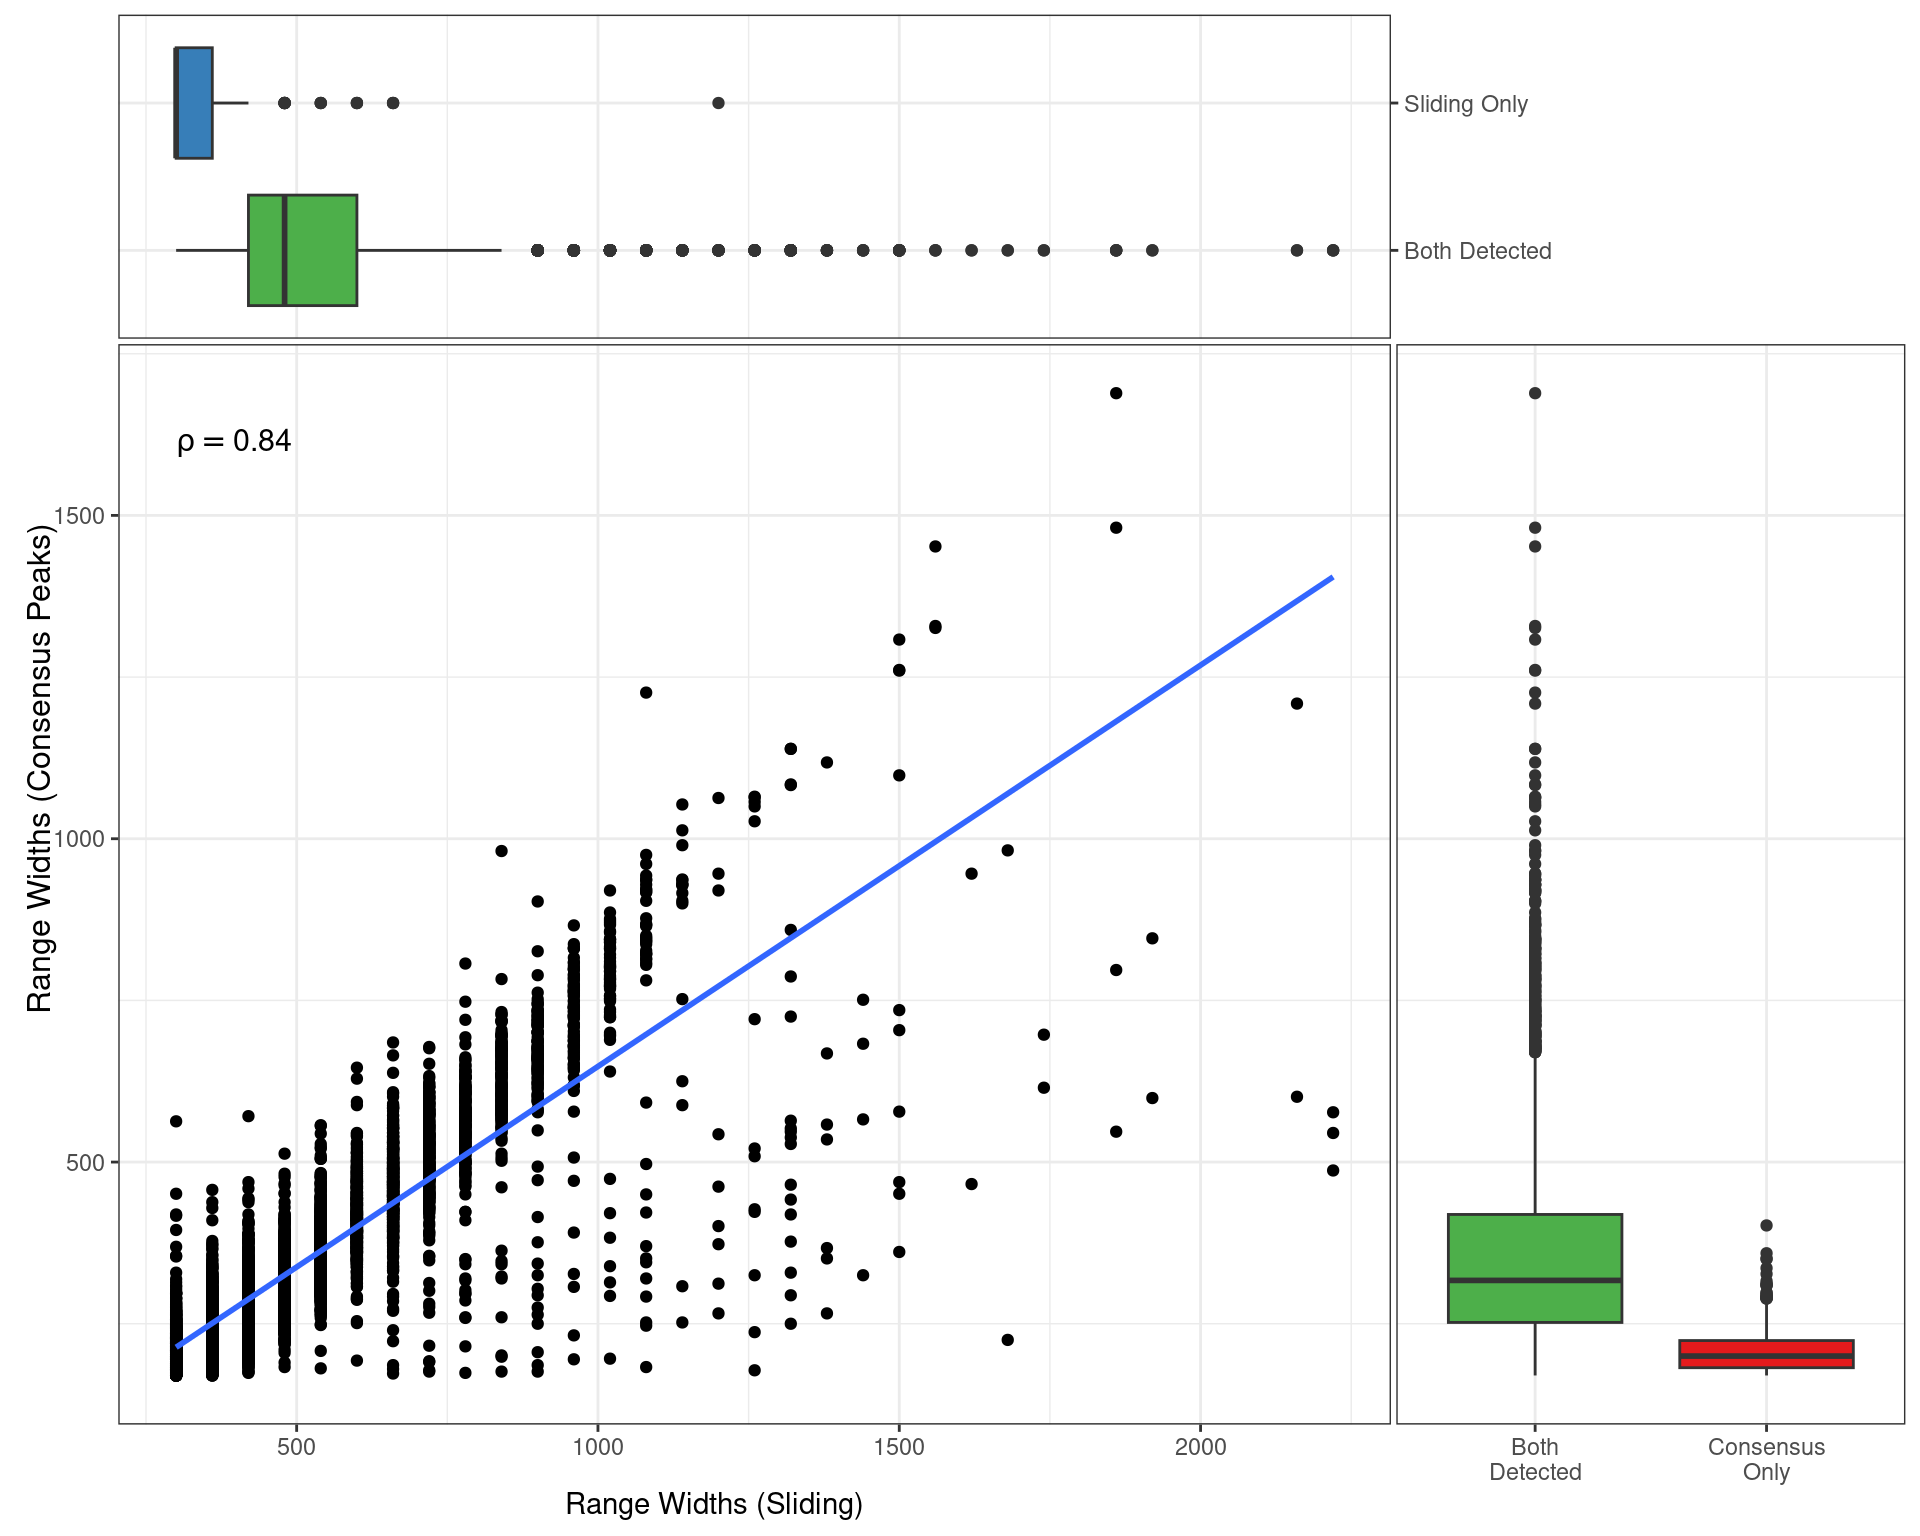 Sliding Only
Both Detected
ρ = 0.84
1500
1000
500
Range Widths (Consensus Peaks)
500
1000
1500
2000
Range Widths (Sliding)
Both
Detected
Consensus
Only